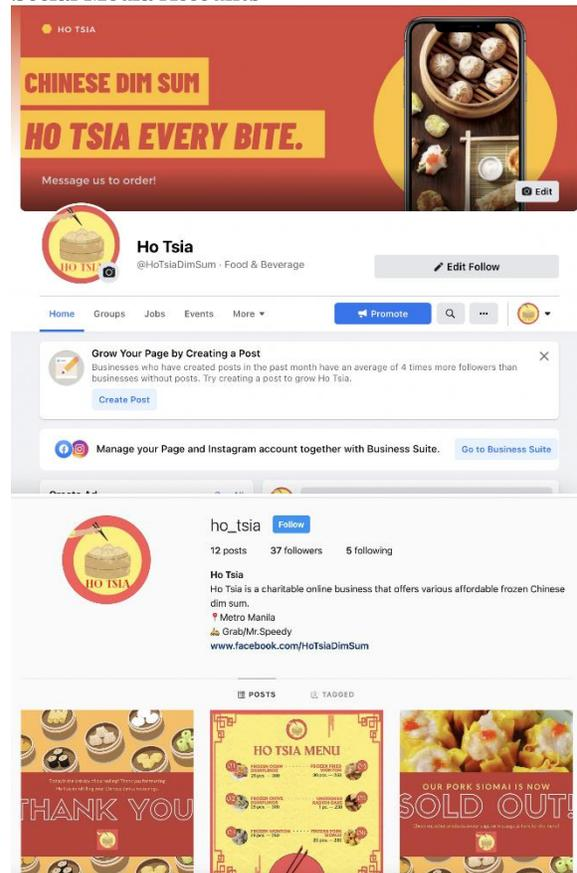 HO TSIA
CHINESE DIM SUM
HO TSIA EVERY BITE.
Message us to order!
Edit
HO TSIA
Ho Tsia
@HoTsiaDimSum · Food & Beverage
Edit Follow
Home Groups Jobs Events More
Promote
Grow Your Page by Creating a Post
Businesses who have created posts in the past month have an average of 4 times more followers than
businesses without posts. Try creating a post to grow Ho Tsia.
Create Post
Manage your Page and Instagram account together with Business Suite.
Go to Business Suite
ho_tsia Follow
12 posts 37 followers 5 following
HO TSIA
Ho Tsia
Ho Tsia is a charitable online business that offers various affordable frozen Chinese
dim sum.
Metro Manila
Grab/Mr.Speedy
www.facebook.com/HoTsiaDimSum
POSTS TAGGED
THANK YOU
HO TSIA MENU
OUR PORK SIOMAI IS NOW
SOLD OUT!